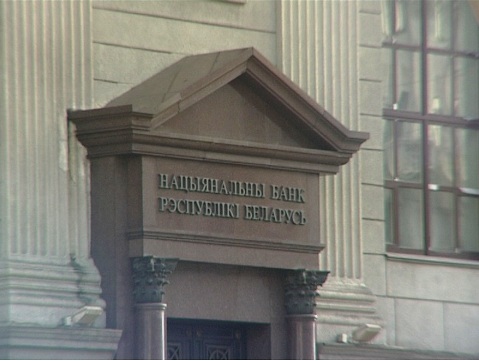 НАЦЫЯНАЛЬНЫ БАНК
РЭСПУБЛІКІ БЕЛАРУСЬ